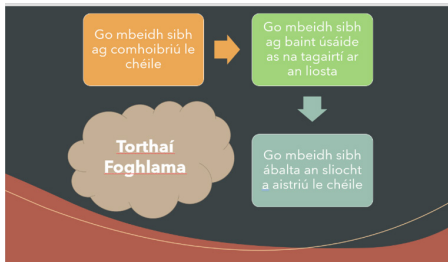 Go mbeidh sibh
ag comhoibriú le
chéile
Go mbeidh sibh
ag baint úsáide
as na tagairtí ar
an liosta
Go mbeidh sibh
ábalta an sliocht
a aistriú le chéile
Torthaí
Foghlama